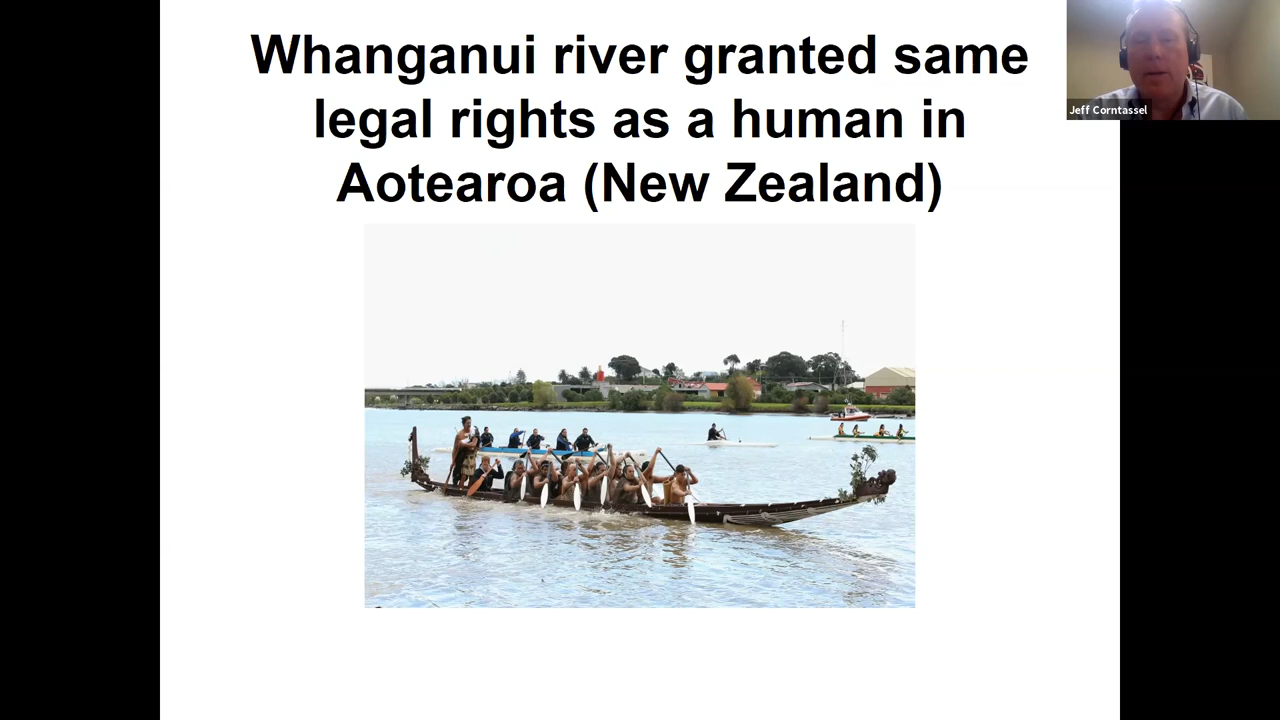 Whanganui river granted same
legal rights as a human in
Aotearoa (New Zealand)
Jeff Corntassel